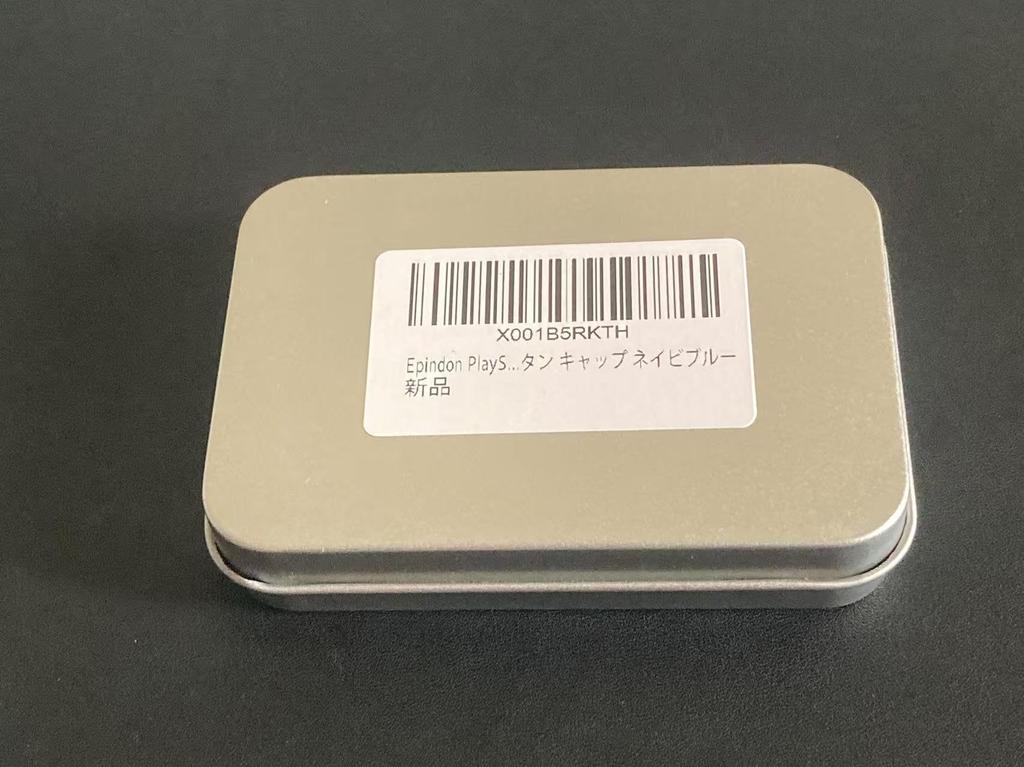 X001B5RKTH
Epindon PlayS...タン キャップ ネイビブルー
新品